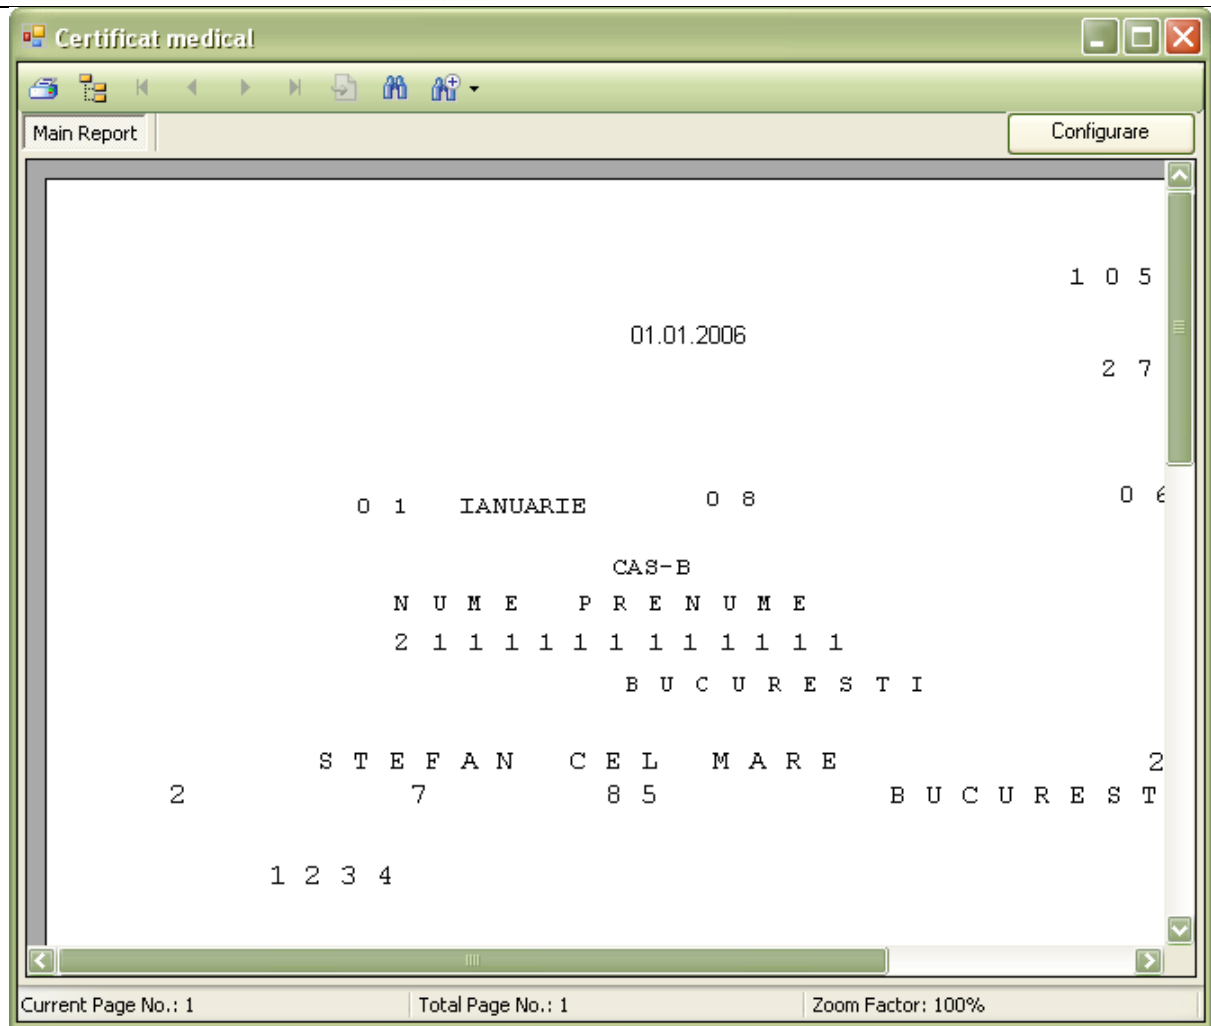 Certificat medical
Main Report
Configurare
1 0 5
01.01.2006
2 7
0 1 IANUARIE 0 8 0
CAS-B
N U M E P R E N U M E
2 1 1 1 1 1 1 1 1 1 1 1 1
B U C U R E S T I
S T E F A N C E L M A R E 2
2 7 8 5 B U C U R E S T
1 2 3 4
Current Page No.: 1 Total Page No.: 1 Zoom Factor: 100%